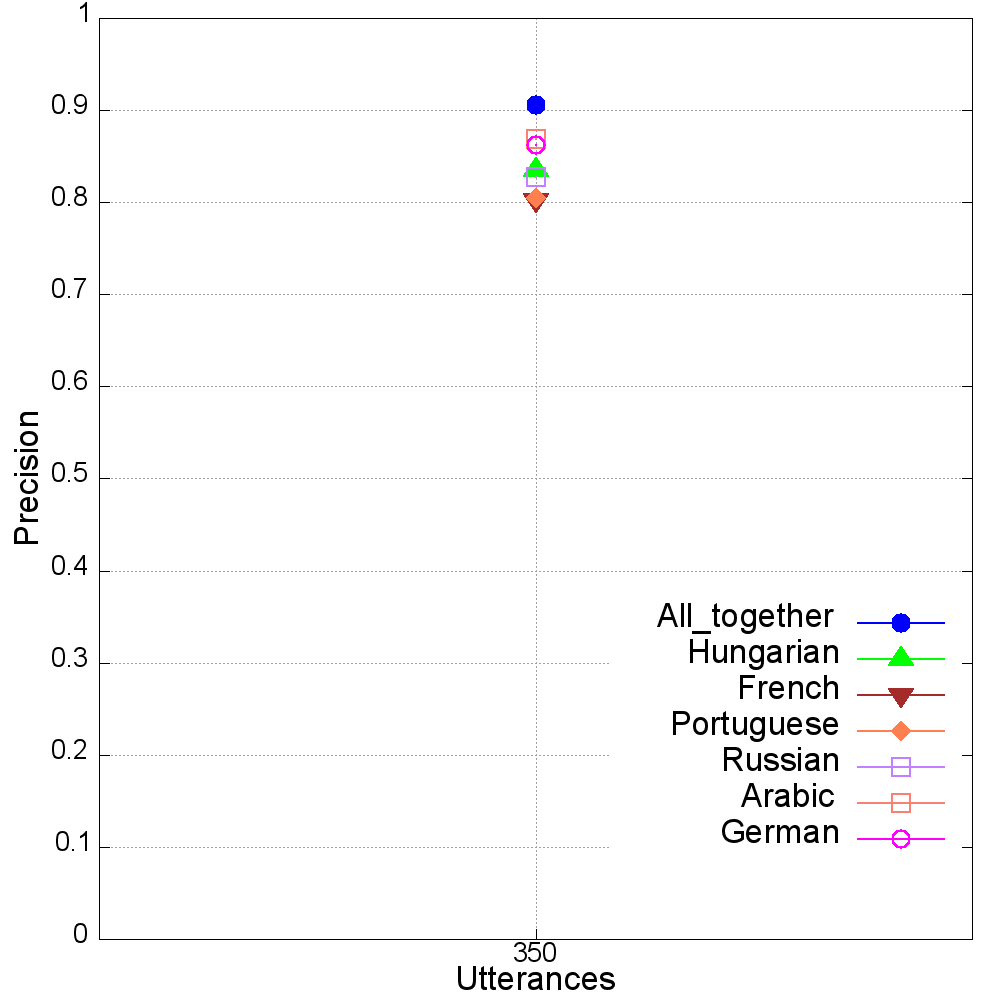 1
0.9
0.8
0.7
0.6
0.5
0.4
0.3
0.2
0.1
0
Precision
All_together
Hungarian
French
Portuguese
Russian
Arabic
German
350
Utterances